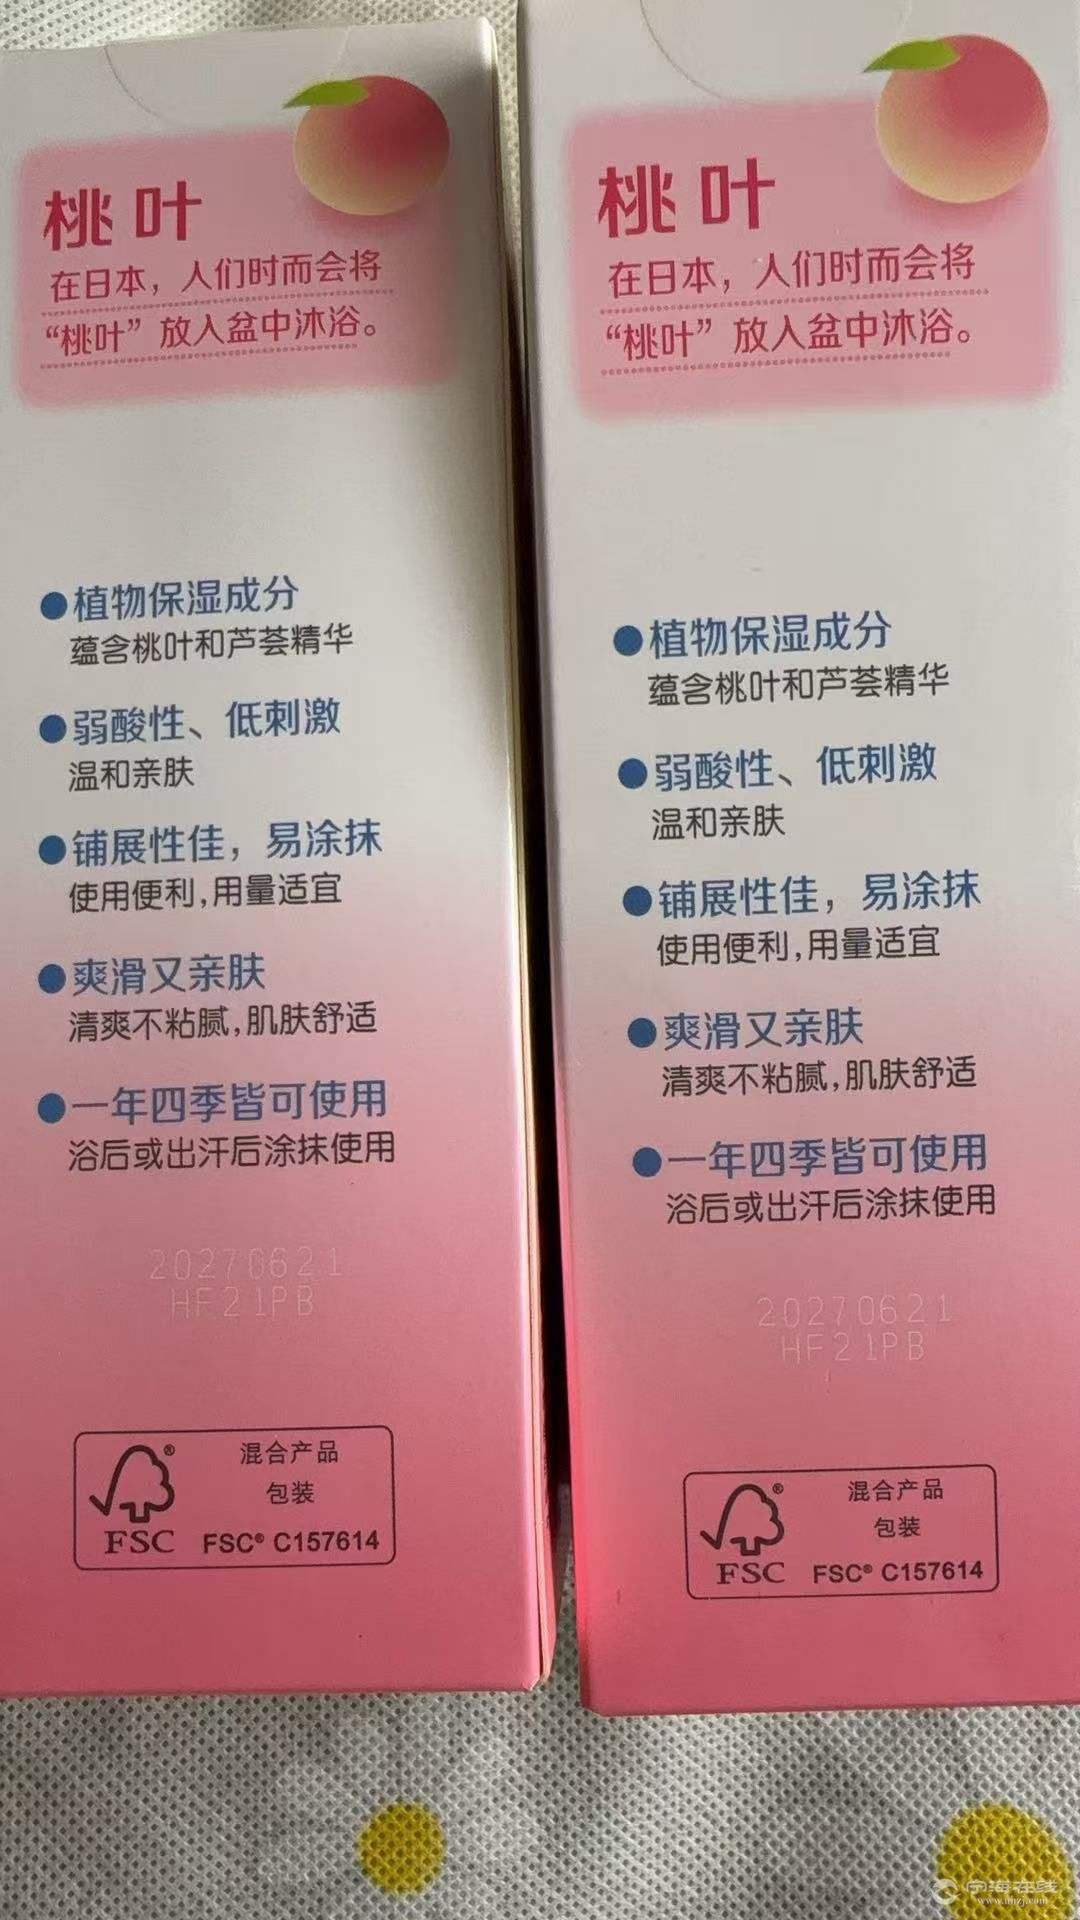 桃叶
在日本，人们时而会将
“桃叶”放入盆中沐浴。
●植物保湿成分
蕴含桃叶和芦荟精华
●弱酸性、低刺激
温和亲肤
●铺展性佳，易涂抹
使用便利,用量适宜
●爽滑又亲肤
清爽不粘腻,肌肤舒适
●一年四季皆可使用
浴后或出汗后涂抹使用
20270621
HF21PB
FSC
混合产品
包装
FSC® C157614
桃叶
在日本，人们时而会将
“桃叶”放入盆中沐浴。
●植物保湿成分
蕴含桃叶和芦荟精华
●弱酸性、低刺激
温和亲肤
●铺展性佳，易涂抹
使用便利,用量适宜
●爽滑又亲肤
清爽不粘腻,肌肤舒适
●一年四季皆可使用
浴后或出汗后涂抹使用
20270621
HF21PB
FSC
混合产品
包装
FSC® C157614
宁海在线
www.nhzj.com